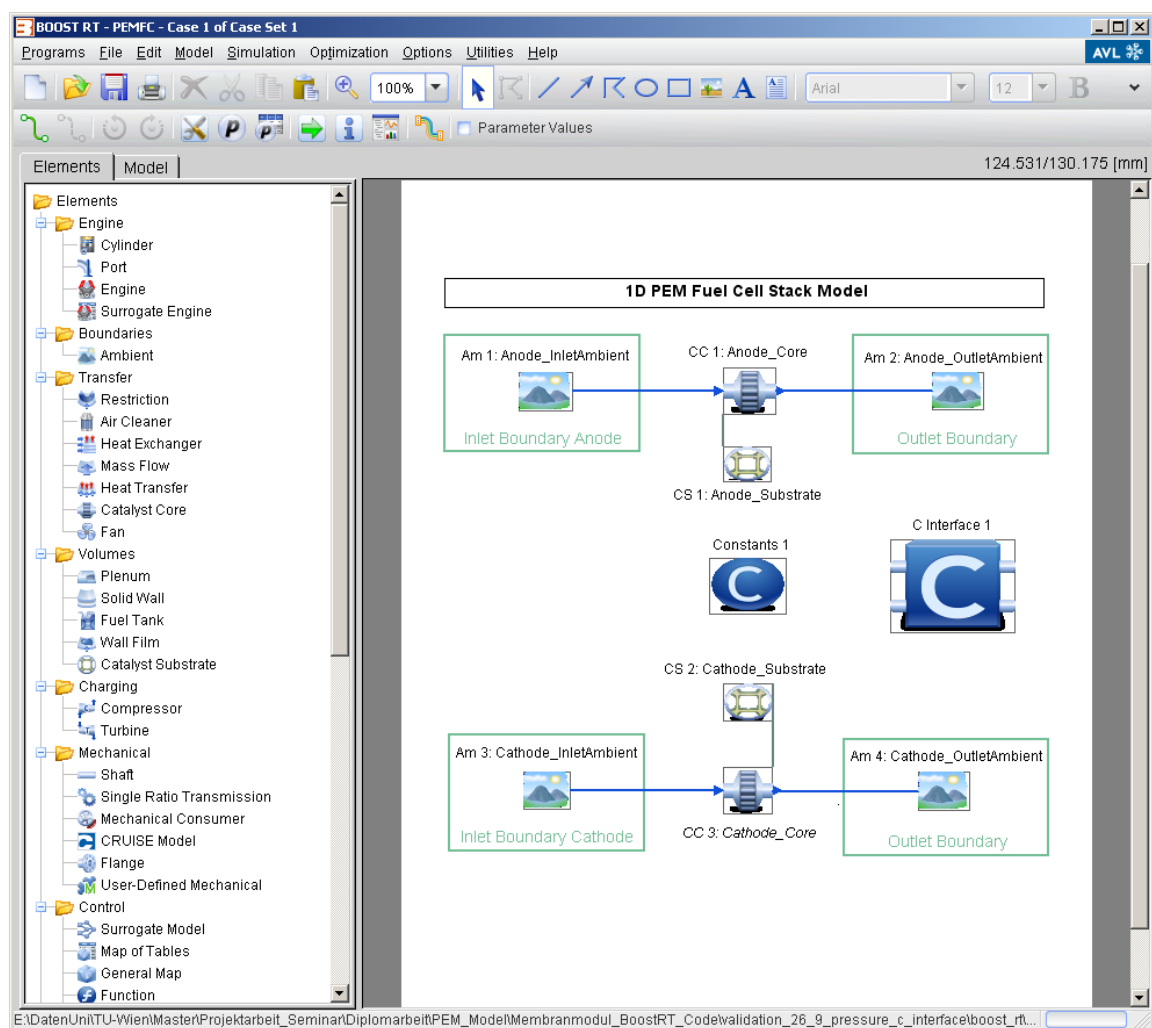 BOOST RT - PEMFC - Case 1 of Case Set 1
Programs File Edit Model Simulation Optimization Options Utilities Help
AVL
100%
A
Arial
12
B
P
P
i
Parameter Values
Elements
Model
124.531/130.175 [mm]
Elements
Engine
Cylinder
Port
Engine
Surrogate Engine
Boundaries
Ambient
Transfer
Restriction
Air Cleaner
Heat Exchanger
Mass Flow
Heat Transfer
Catalyst Core
Fan
Volumes
Plenum
Solid Wall
Fuel Tank
Wall Film
Catalyst Substrate
Charging
Compressor
Turbine
Mechanical
Shaft
Single Ratio Transmission
Mechanical Consumer
CRUISE Model
Flange
User-Defined Mechanical
Control
Surrogate Model
Map of Tables
General Map
Function
1D PEM Fuel Cell Stack Model
Am 1: Anode_InletAmbient
Inlet Boundary Anode
CC 1: Anode_Core
Am 2: Anode_OutletAmbient
Outlet Boundary
CS 1: Anode_Substrate
Constants 1
C
C Interface 1
C
CS 2: Cathode_Substrate
Am 3: Cathode_InletAmbient
Inlet Boundary Cathode
CC 3: Cathode_Core
Am 4: Cathode_OutletAmbient
Outlet Boundary
E:\DatenUni\TU-Wien\Master\Projektarbeit_Seminar\Diplomarbeit\PEM_Model\Membranmodul_BoostRT_Code\validation_26_9_pressure_c_interface\boost_rt\...